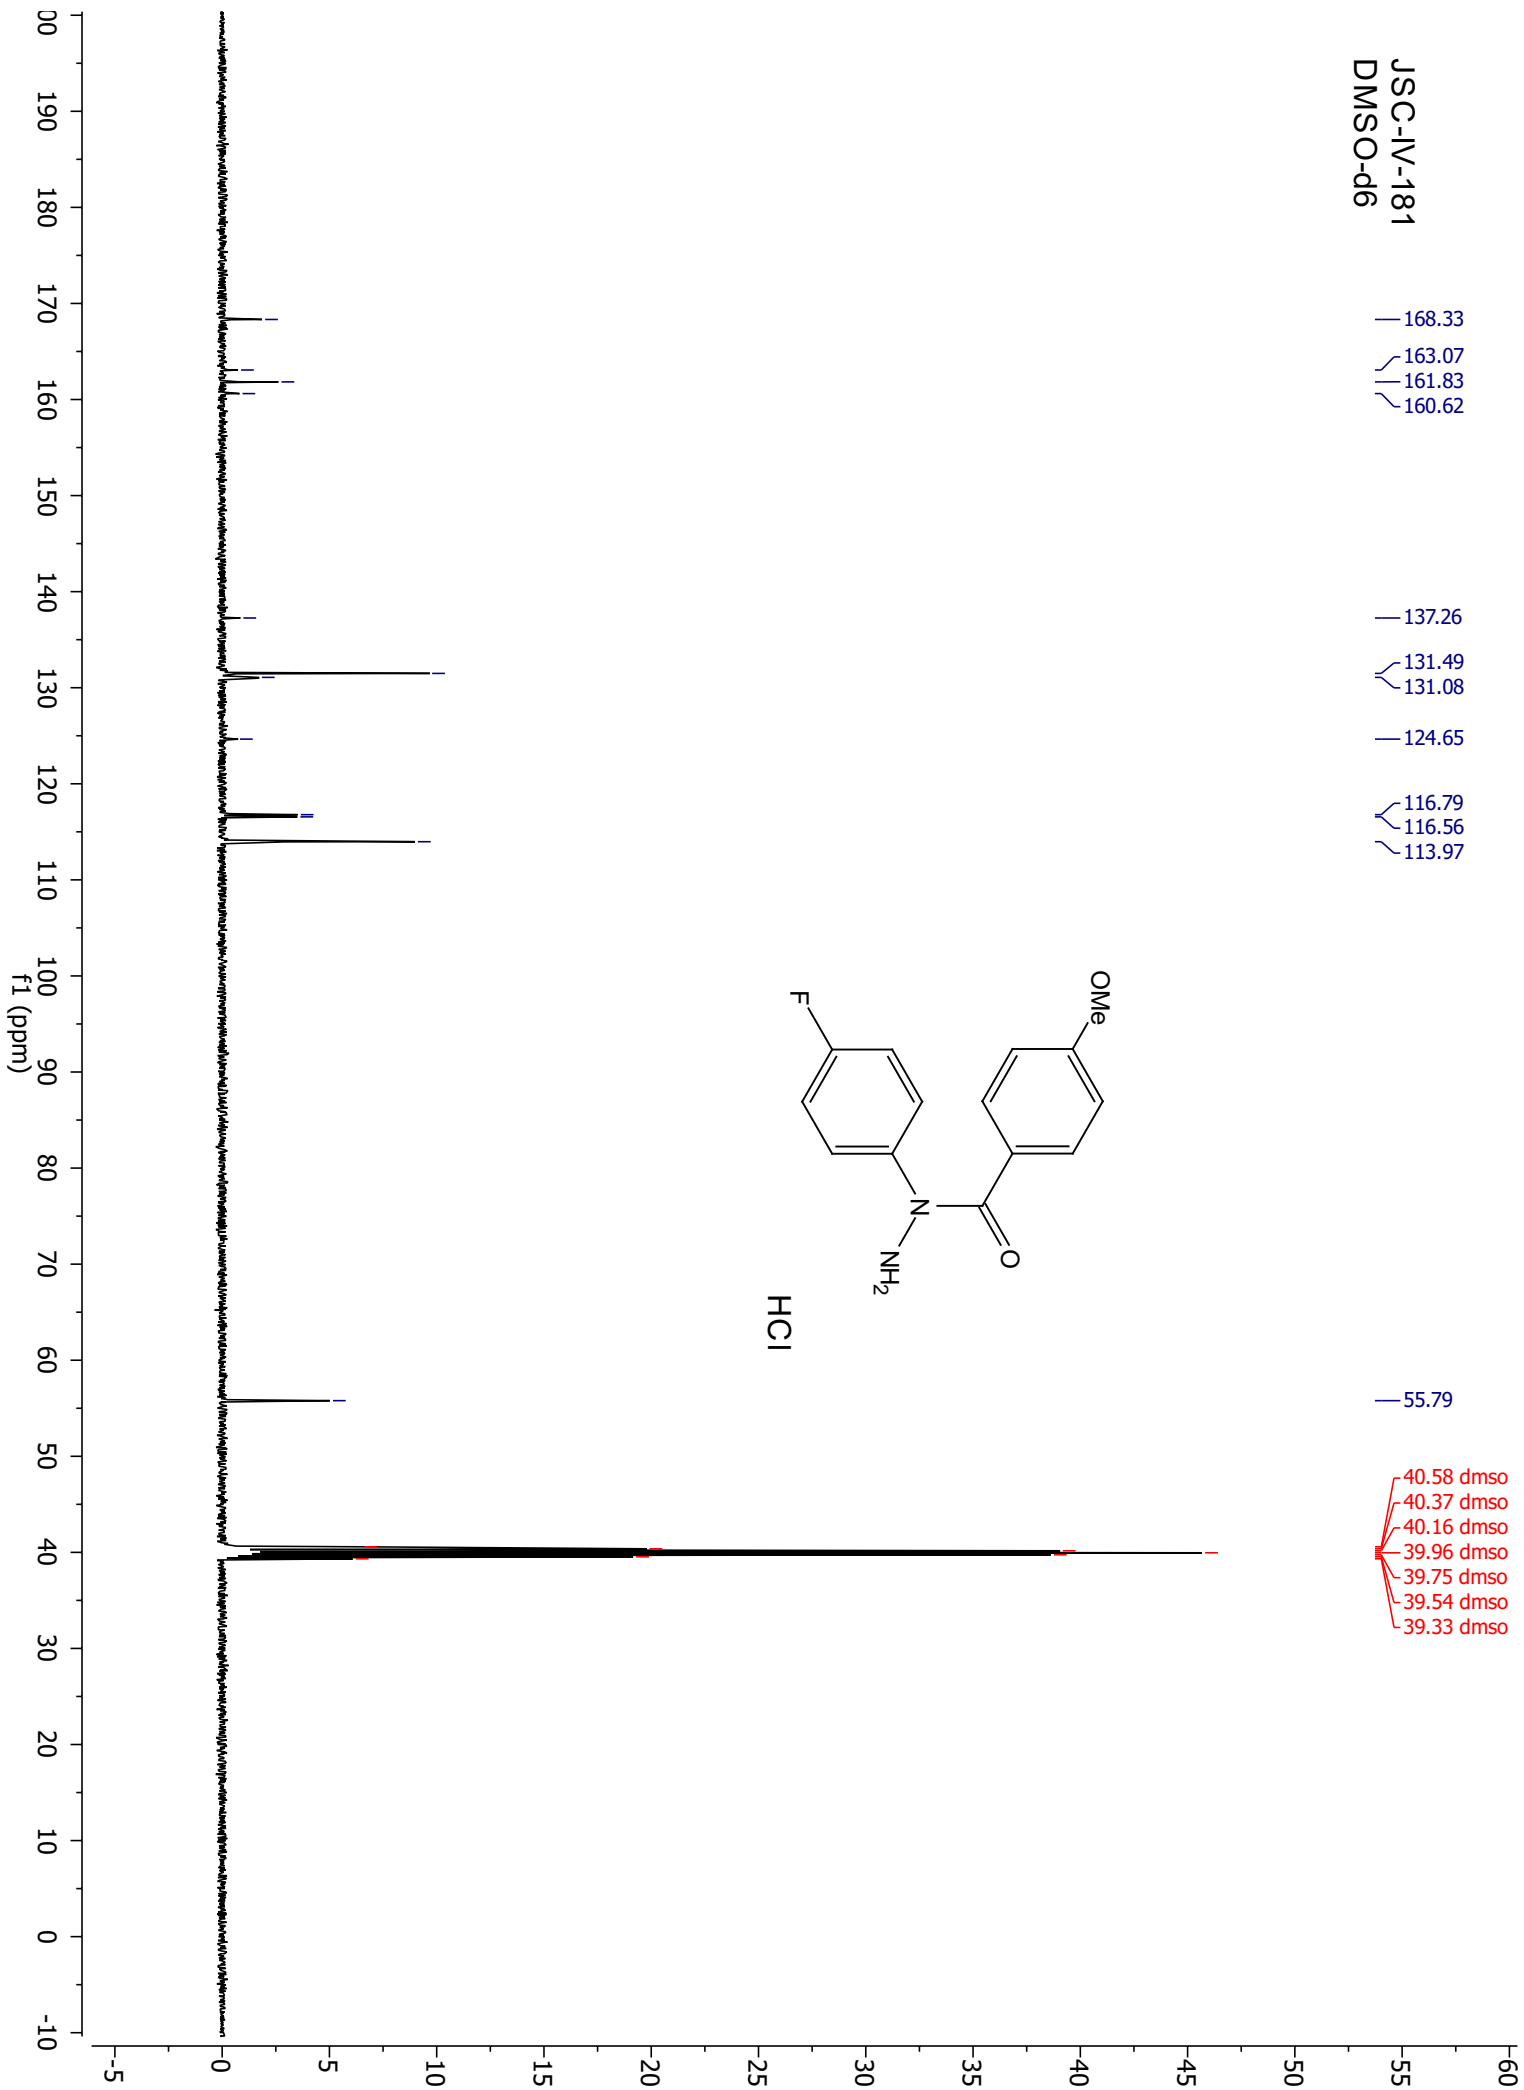 JSC-IV-181
DMSO-d6
168.33
163.07
161.83
160.62
137.26
131.49
131.08
124.65
116.79
116.56
113.97
55.79
40.58 dmso
40.37 dmso
40.16 dmso
39.96 dmso
39.75 dmso
39.54 dmso
39.33 dmso
OMe
O
F
N
NH2
HCl
60
55
50
45
40
35
30
25
20
15
10
5
0
-5
00 190 180 170 160 150 140 130 120 110 100 90 80 70 60 50 40 30 20 10 0 -10
f1 (ppm)